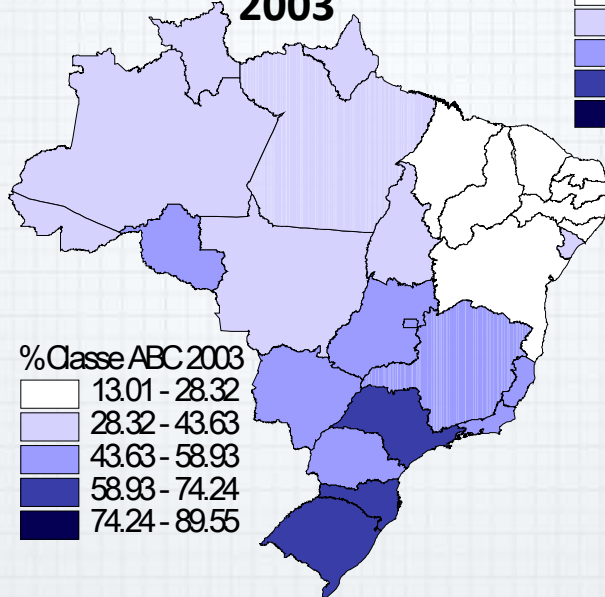 2003
%Classe ABC 2003
13.01 - 28.32
28.32 - 43.63
43.63 - 58.93
58.93 - 74.24
74.24 - 89.55